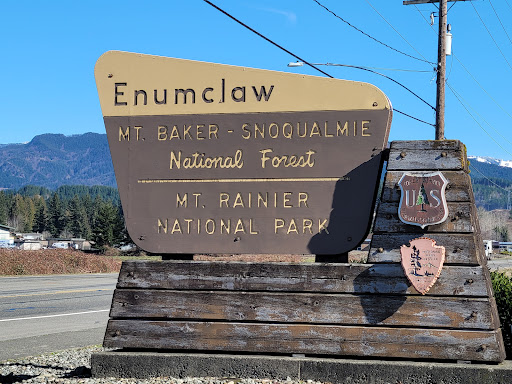 Enumclaw
MT. BAKER - SNOQUALMIE
National Forest
MT. RAINIER
NATIONAL PARK
U S